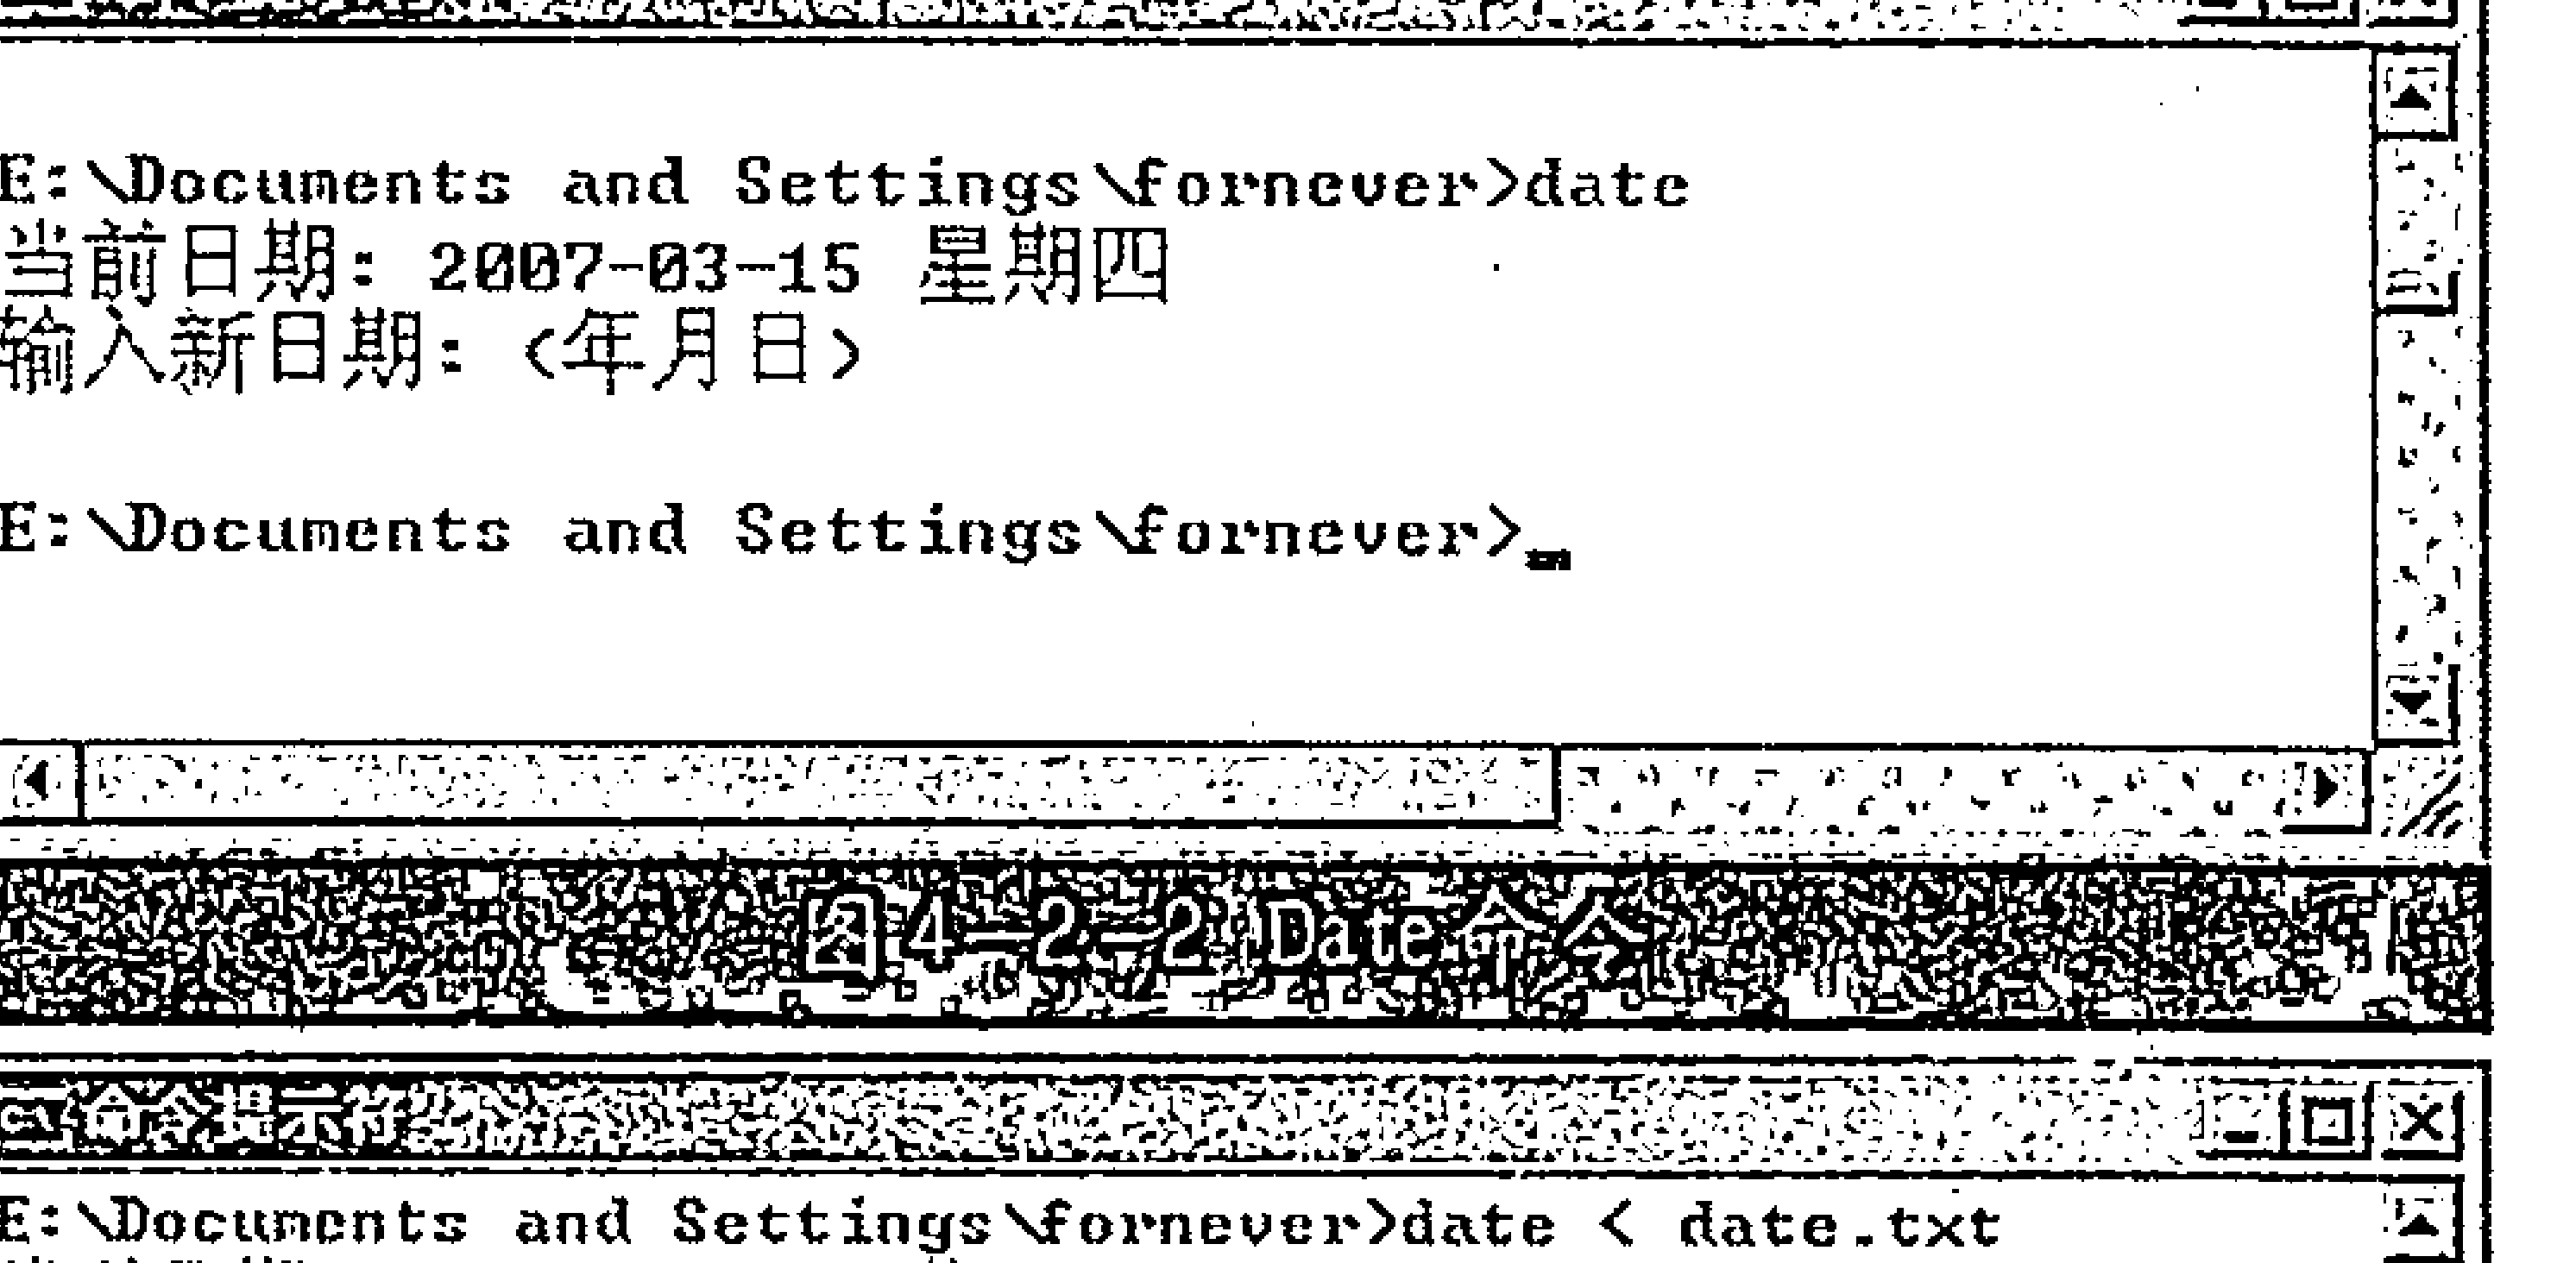 E:\Documents and Settings\fornever>date
当前日期: 2007-03-15 星期四
输入新日期: <年月日>
E:\Documents and Settings\fornever>_
图 4-2-2 Date命令
C:\ 命令提示符
E:\Documents and Settings\fornever>date < date.txt